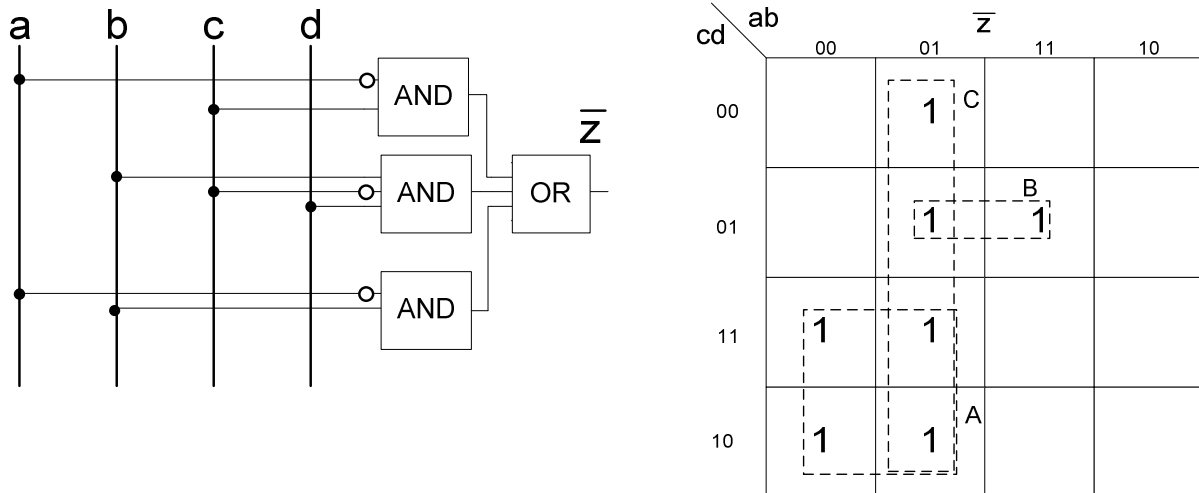 a b c d
AND
z̅
AND
OR
AND
ab
z̅
cd
00 01 11 10
00 1 C
B
01 1 1
11 1 1
10 1 1 A